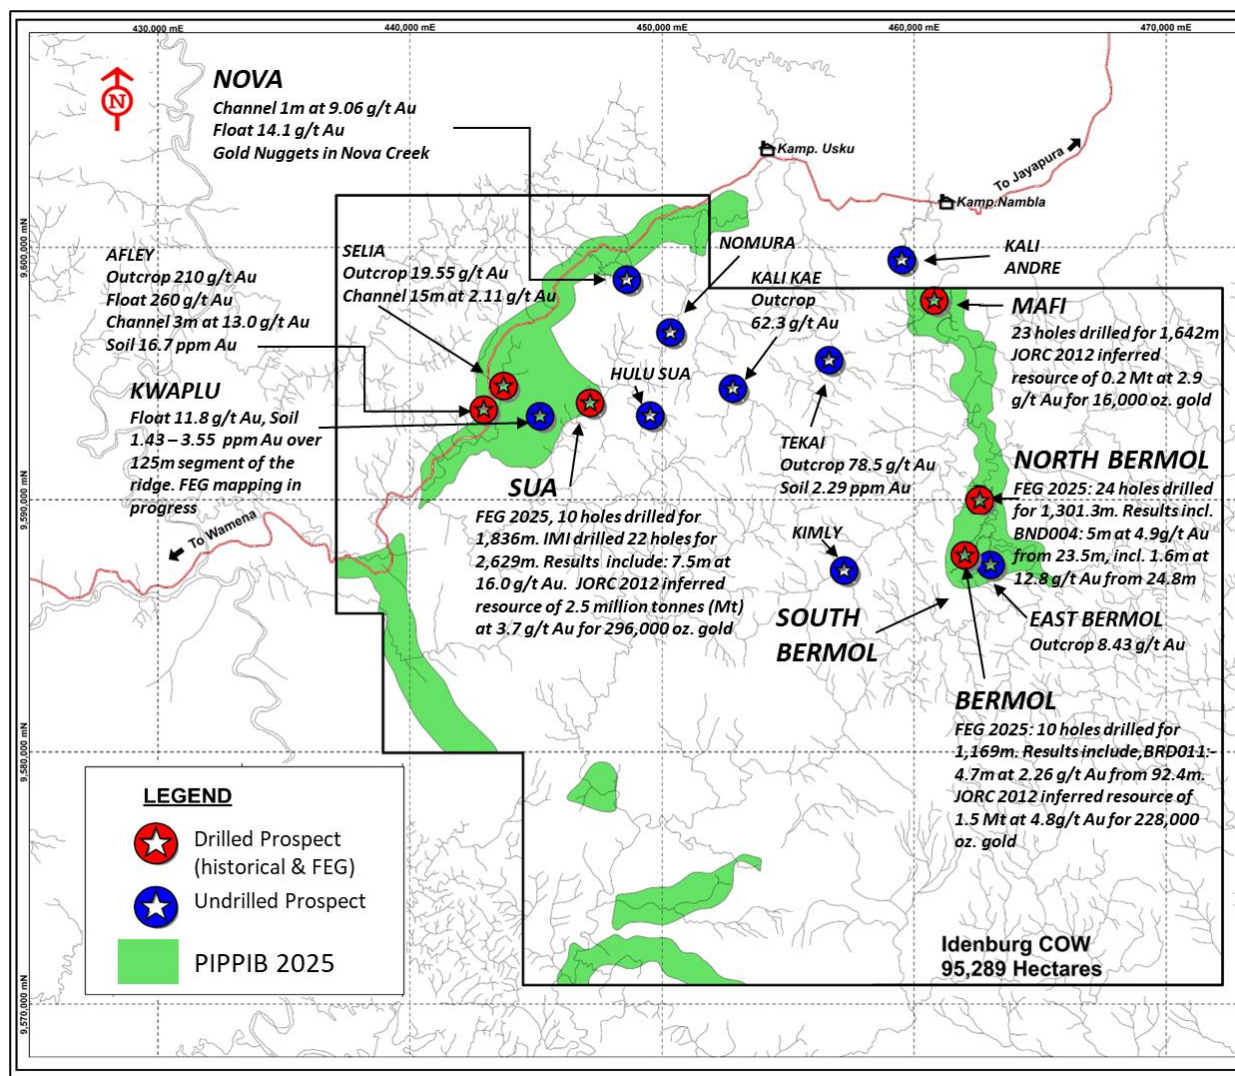 430,000 mE
440,000 mE
450,000 mE
460,000 mE
470,000 mE
N
NOVA
Channel 1m at 9.06 g/t Au
Float 14.1 g/t Au
Gold Nuggets in Nova Creek
Kamp. Usku
To Jayapura
Kamp.Nambla
9,600,000 mN
AFLEY
Outcrop 210 g/t Au
Float 260 g/t Au
Channel 3m at 13.0 g/t Au
Soil 16.7 ppm Au
SELIA
Outcrop 19.55 g/t Au
Channel 15m at 2.11 g/t Au
NOMURA
KALI KAE
Outcrop
62.3 g/t Au
KALI
ANDRE
MAFI
23 holes drilled for 1,642m
JORC 2012 inferred
resource of 0.2 Mt at 2.9
g/t Au for 16,000 oz. gold
KWAPLU
Float 11.8 g/t Au, Soil
1.43 – 3.55 ppm Au over
125m segment of the
ridge. FEG mapping in
progress
HULU SUA
TEKAI
Outcrop 78.5 g/t Au
Soil 2.29 ppm Au
NORTH BERMOL
FEG 2025: 24 holes drilled
for 1,301.3m. Results incl.
BND004: 5m at 4.9g/t Au
from 23.5m, incl. 1.6m at
12.8 g/t Au from 24.8m
9,590,000 mN
To Wamena
SUA
FEG 2025, 10 holes drilled for
1,836m. IMI drilled 22 holes for
2,629m. Results include: 7.5m at
16.0 g/t Au. JORC 2012 inferred
resource of 2.5 million tonnes (Mt)
at 3.7 g/t Au for 296,000 oz. gold
KIMLY
SOUTH
BERMOL
EAST BERMOL
Outcrop 8.43 g/t Au
BERMOL
FEG 2025: 10 holes drilled for
1,169m. Results include,BRD011:-
4.7m at 2.26 g/t Au from 92.4m.
JORC 2012 inferred resource of
1.5 Mt at 4.8g/t Au for 228,000
oz. gold
9,580,000 mN
LEGEND
Drilled Prospect
(historical & FEG)
Undrilled Prospect
PIPPIB 2025
Idenburg COW
95,289 Hectares
9,570,000 mN